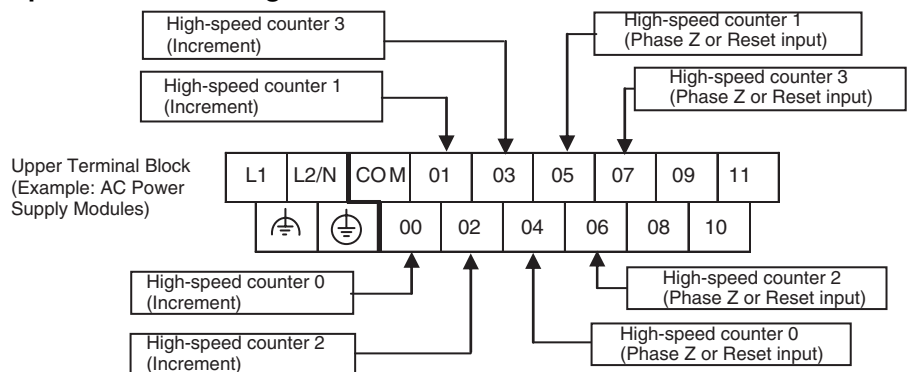 High-speed counter 3
(Increment)
High-speed counter 1
(Phase Z or Reset input)
High-speed counter 1
(Increment)
High-speed counter 3
(Phase Z or Reset input)
Upper Terminal Block
(Example: AC Power
Supply Modules)
L1 L2/N COM 01 03 05 07 09 11
00 02 04 06 08 10
High-speed counter 0
(Increment)
High-speed counter 2
(Phase Z or Reset input)
High-speed counter 2
(Increment)
High-speed counter 0
(Phase Z or Reset input)